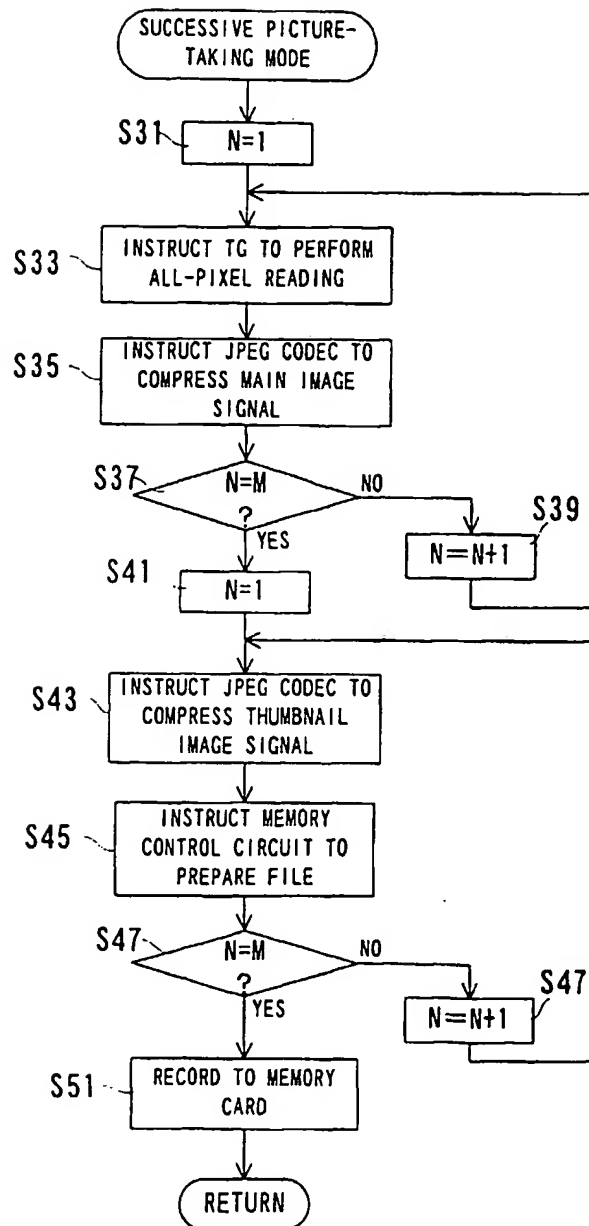 SUCCESSIVE PICTURE-
TAKING MODE
S31
N=1
S33
INSTRUCT TG TO PERFORM
ALL-PIXEL READING
S35
INSTRUCT JPEG CODEC TO
COMPRESS MAIN IMAGE
SIGNAL
S37
N=M
?
NO
YES
S39
N=N+1
S41
N=1
S43
INSTRUCT JPEG CODEC TO
COMPRESS THUMBNAIL
IMAGE SIGNAL
S45
INSTRUCT MEMORY
CONTROL CIRCUIT TO
PREPARE FILE
S47
N=M
?
NO
YES
S47
N=N+1
S51
RECORD TO MEMORY
CARD
RETURN